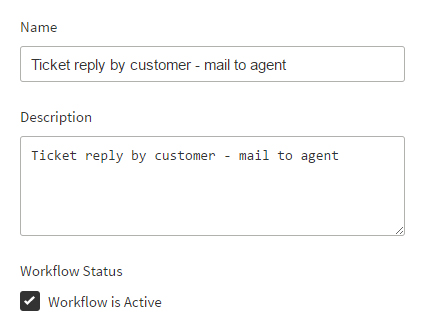 Name
Ticket reply by customer - mail to agent
Description
Ticket reply by customer - mail to agent
Workflow Status
Workflow is Active